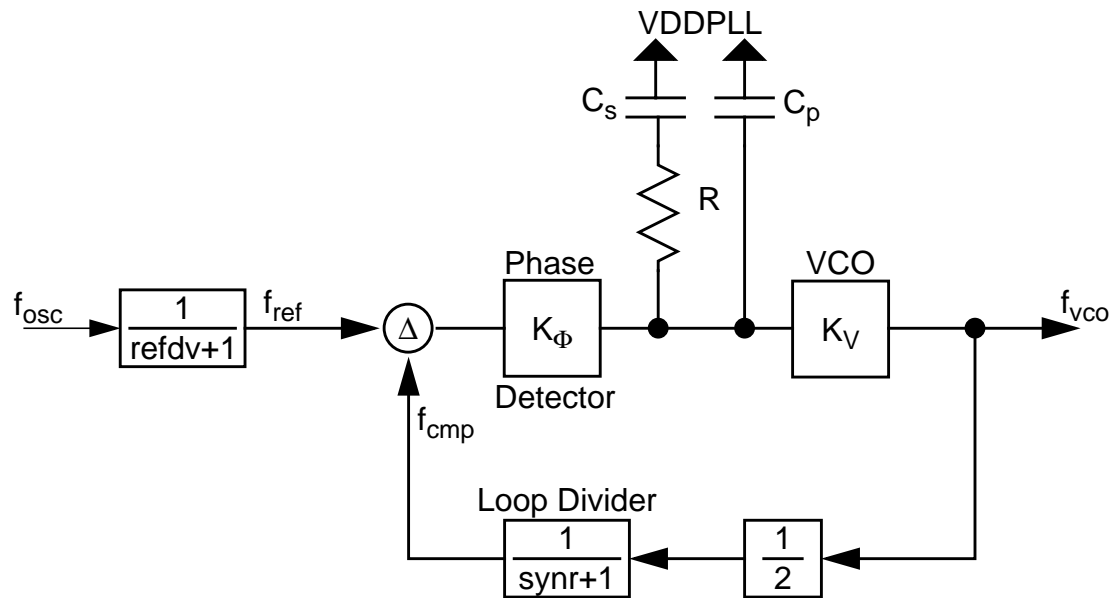 VDDPLL
Cs
Cp
R
Phase
VCO
fosc
1
refdv+1
fref
Δ
KΦ
KV
fvco
Detector
fcmp
Loop Divider
1
synr+1
1
2